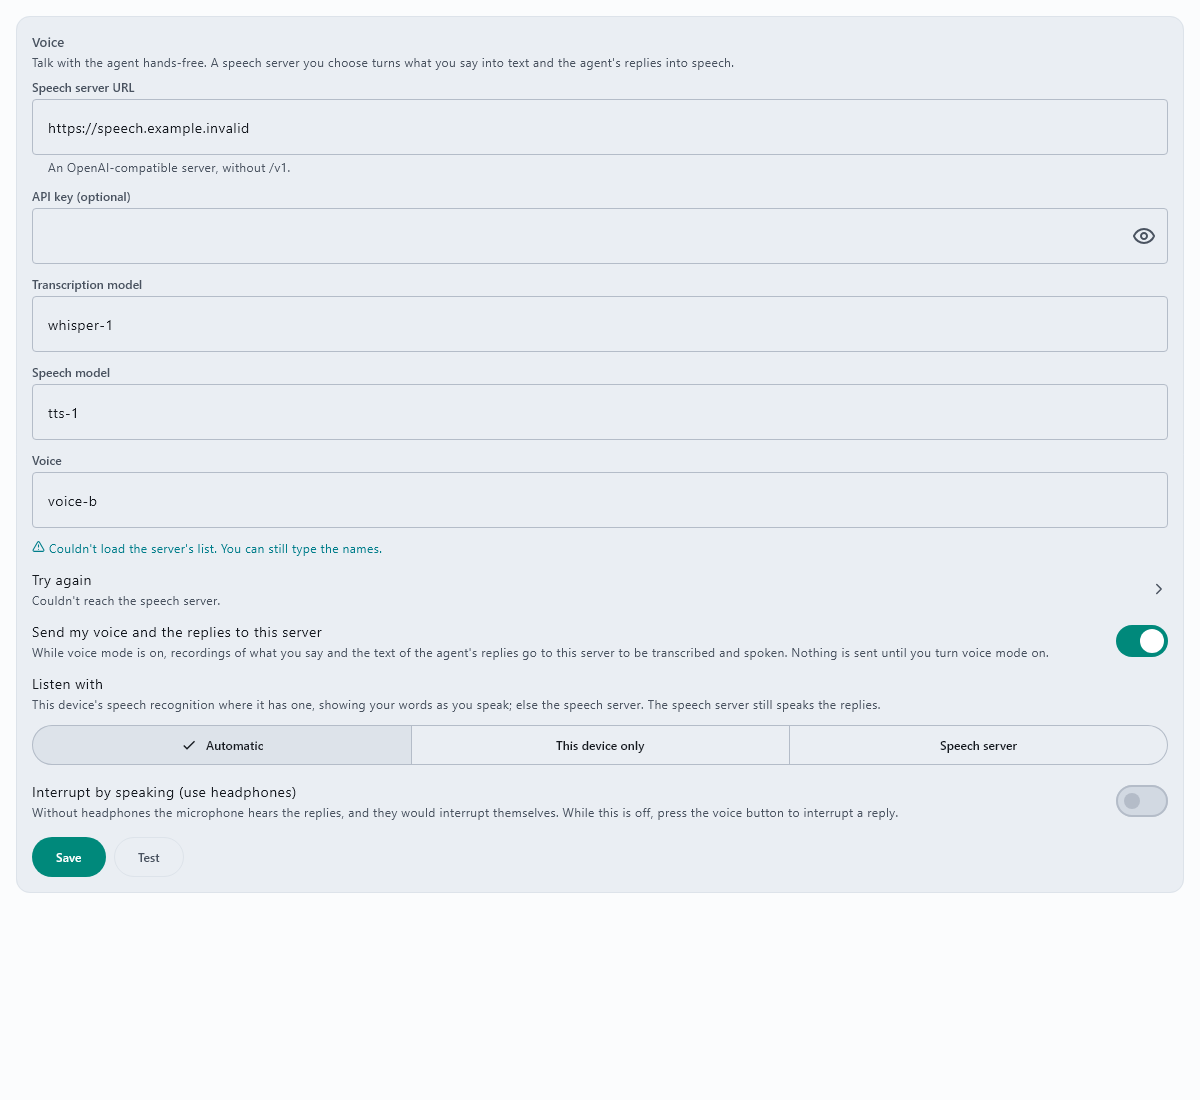 Voice
Talk with the agent hands-free. A speech server you choose turns what you say into text and the agent's replies into speech.
Speech server URL
https://speech.example.invalid
An OpenAI-compatible server, without /v1.
API key (optional)
Transcription model
whisper-1
Speech model
tts-1
Voice
voice-b
Couldn't load the server's list. You can still type the names.
Try again
Couldn't reach the speech server.
Send my voice and the replies to this server
While voice mode is on, recordings of what you say and the text of the agent's replies go to this server to be transcribed and spoken. Nothing is sent until you turn voice mode on.
Listen with
This device's speech recognition where it has one, showing your words as you speak; else the speech server. The speech server still speaks the replies.
Automatic
This device only
Speech server
Interrupt by speaking (use headphones)
Without headphones the microphone hears the replies, and they would interrupt themselves. While this is off, press the voice button to interrupt a reply.
Save
Test